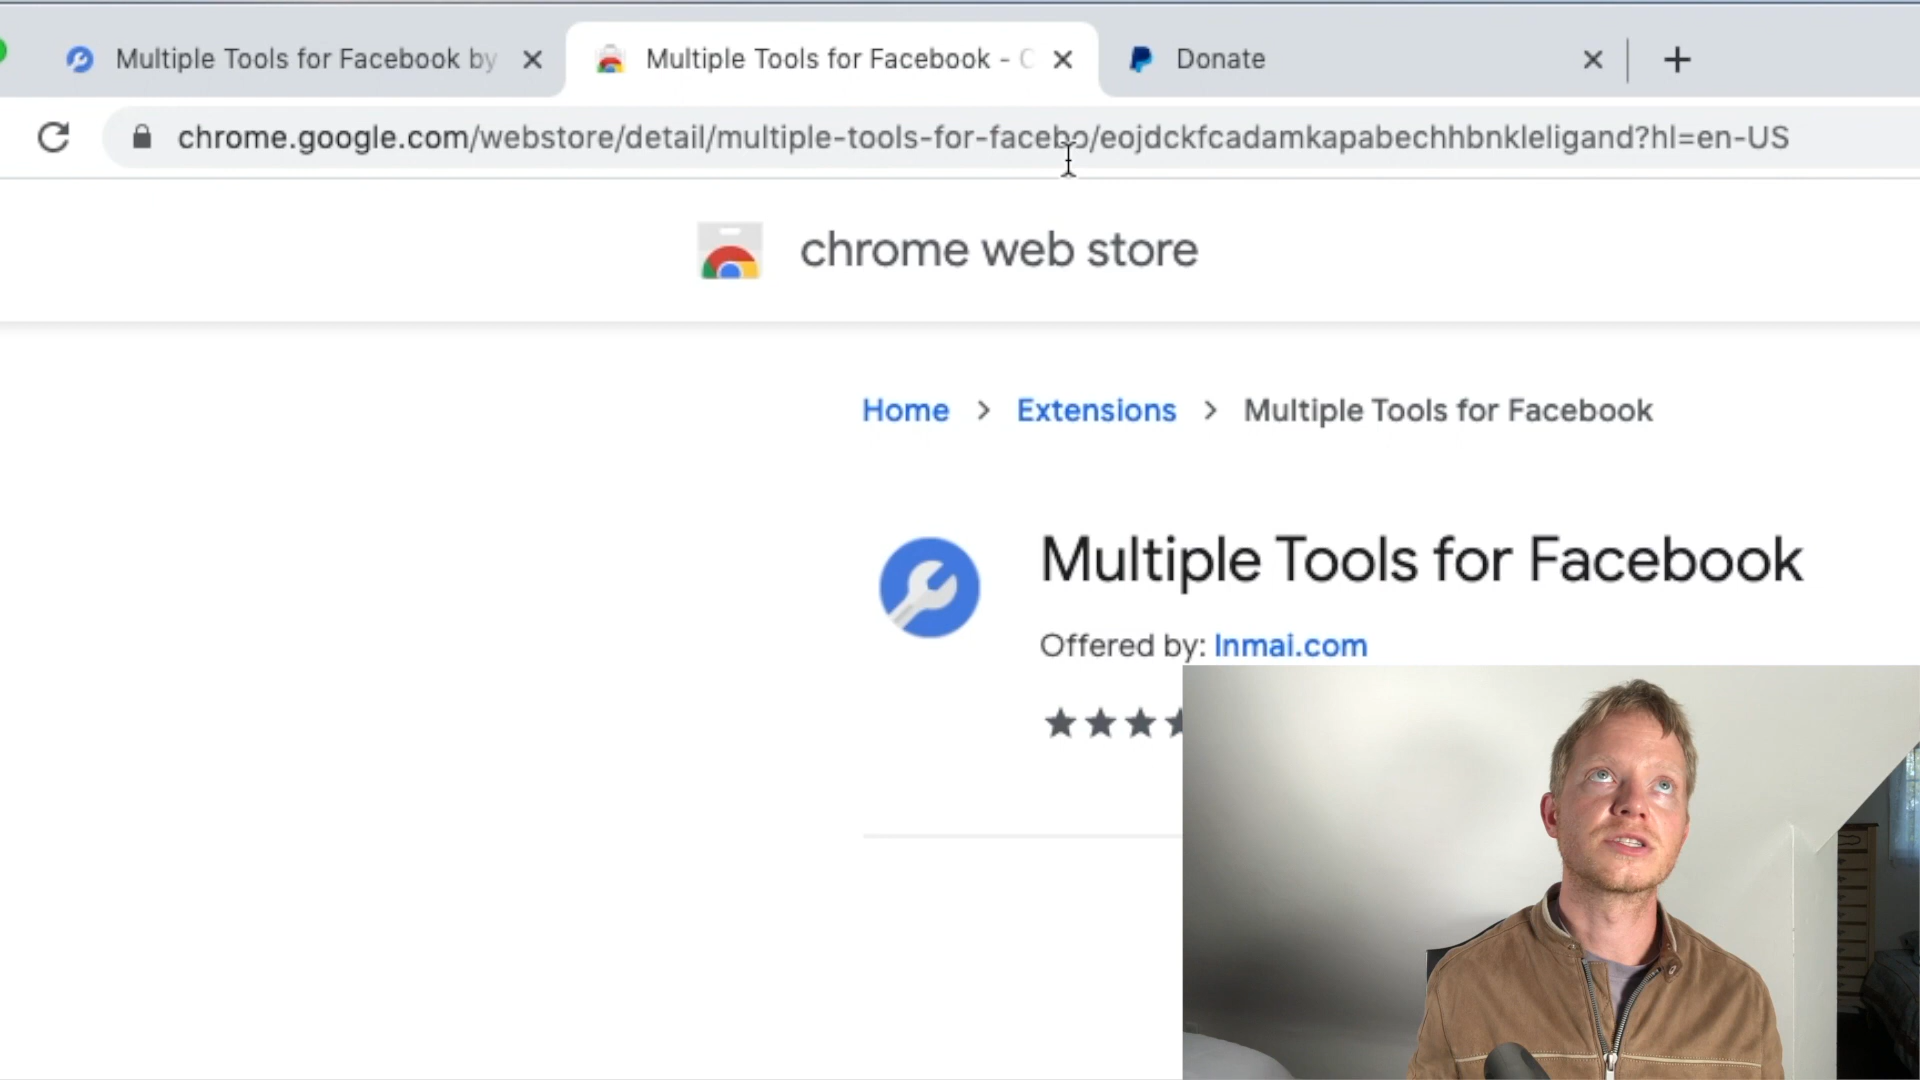 Multiple Tools for Facebook by
Multiple Tools for Facebook - C
Donate
chrome.google.com/webstore/detail/multiple-tools-for-facebo/eojdckfcadamkapabechhbnkleligand?hl=en-US
chrome web store
Home > Extensions > Multiple Tools for Facebook
Multiple Tools for Facebook
Offered by: Inmai.com